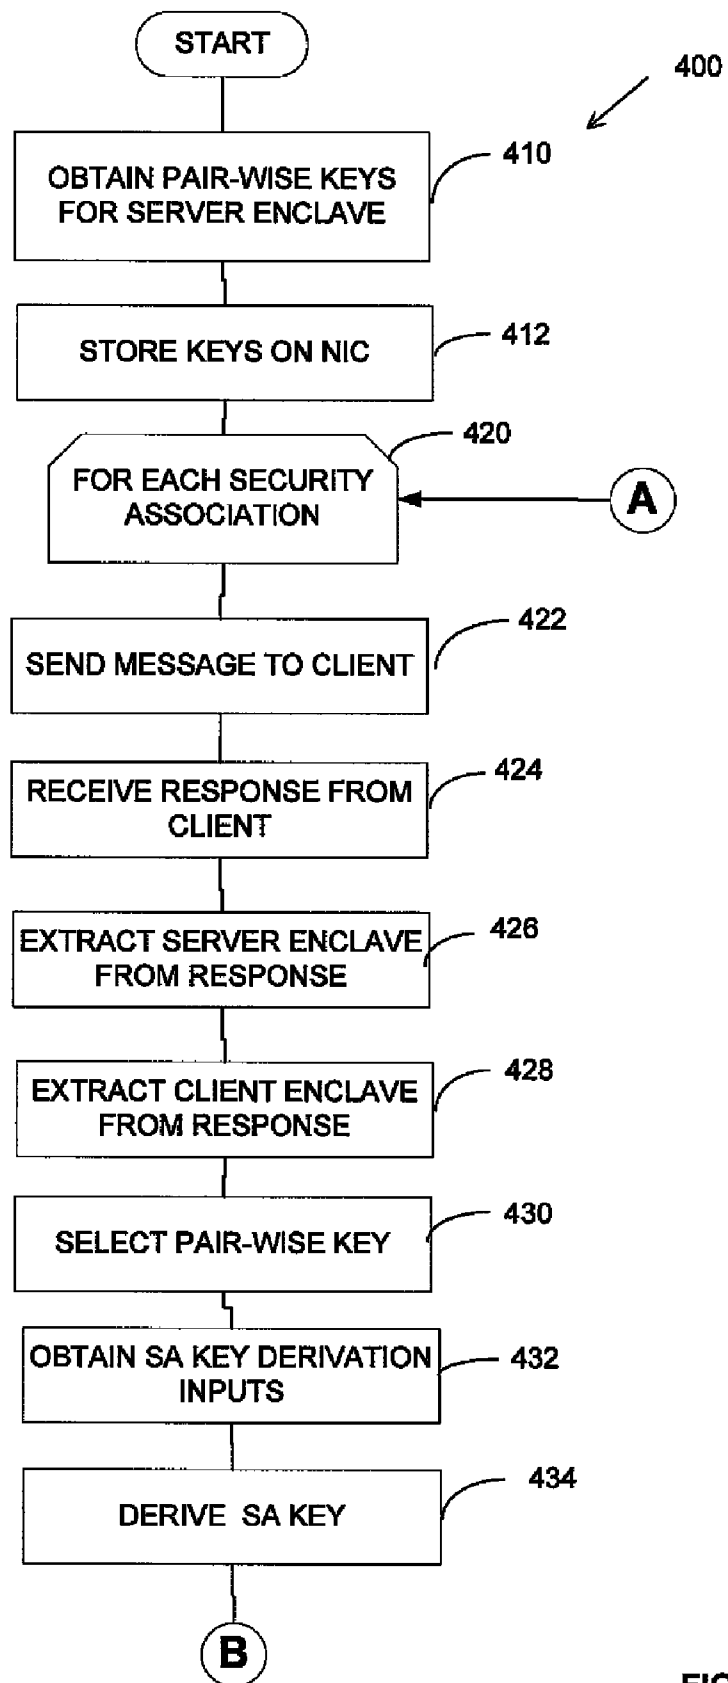 START
400
OBTAIN PAIR-WISE KEYS
FOR SERVER ENCLAVE
410
STORE KEYS ON NIC
412
420
FOR EACH SECURITY
ASSOCIATION
A
422
SEND MESSAGE TO CLIENT
424
RECEIVE RESPONSE FROM
CLIENT
426
EXTRACT SERVER ENCLAVE
FROM RESPONSE
428
EXTRACT CLIENT ENCLAVE
FROM RESPONSE
430
SELECT PAIR-WISE KEY
432
OBTAIN SA KEY DERIVATION
INPUTS
434
DERIVE SA KEY
B